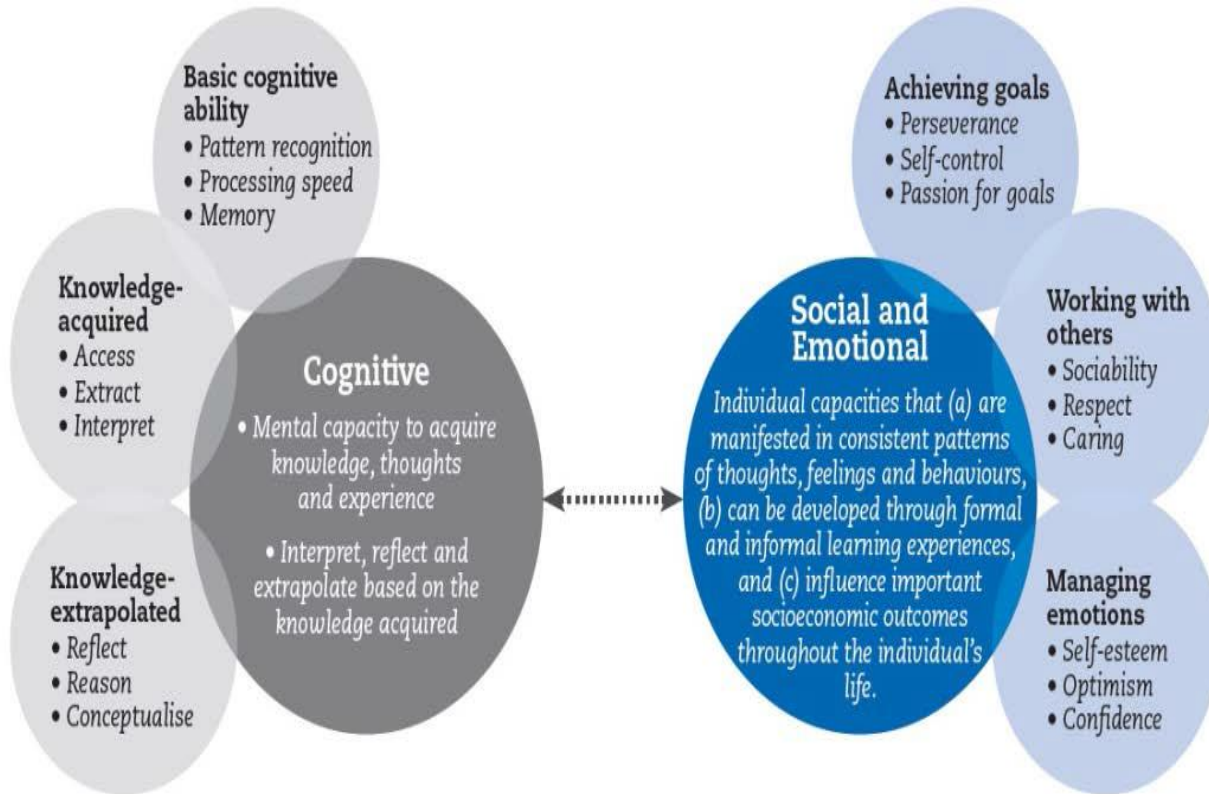 Basic cognitive
ability
• Pattern recognition
• Processing speed
• Memory
Knowledge-
acquired
• Access
• Extract
• Interpret
Knowledge-
extrapolated
• Reflect
• Reason
• Conceptualise
Cognitive
• Mental capacity to acquire
knowledge, thoughts
and experience
• Interpret, reflect and
extrapolate based on the
knowledge acquired
Social and
Emotional
Individual capacities that (a) are
manifested in consistent patterns
of thoughts, feelings and behaviours,
(b) can be developed through formal
and informal learning experiences,
and (c) influence important
socioeconomic outcomes
throughout the individual's
life.
Achieving goals
• Perseverance
• Self-control
• Passion for goals
Working with
others
• Sociability
• Respect
• Caring
Managing
emotions
• Self-esteem
• Optimism
• Confidence